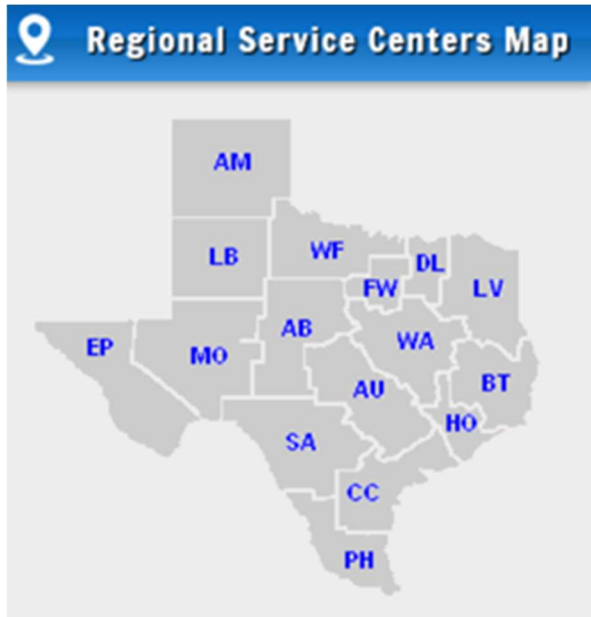 Regional Service Centers Map
AM
LB
WF
DL
FW
LV
EP
MO
AB
WA
AU
BT
HO
SA
CC
PH